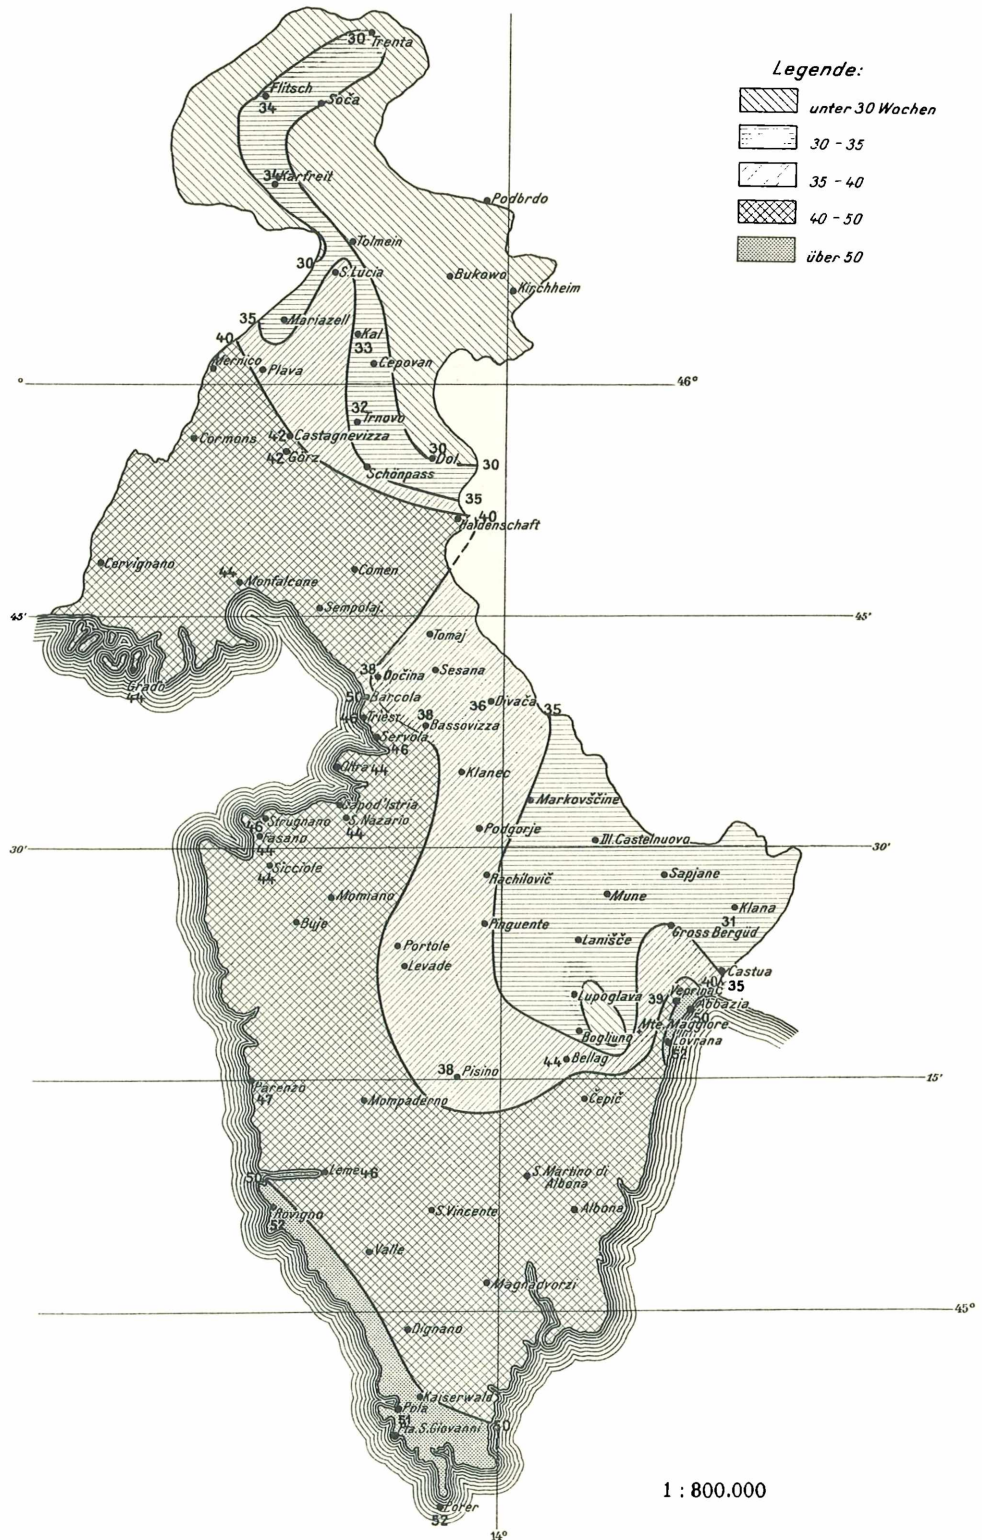 Legende:
unter 30 Wochen
30 - 35
35 - 40
40 - 50
über 50
30 Trenta
Flitsch
34
Soča
34 Karfreit
Podbrdo
Tolmein
30
S. Lucia
Bukowo
Kirchheim
35
Mariazell
40
Kal
33
Mernico
Plava
Čepovan
°
46°
32
Trnovo
Cormons
42 Castagnevizza
42 Görz
30
Dol.
30
Schönpass
35
40
Haidenschaft
Cervignano
Comen
44
Monfalcone
Sempolaj.
45'
45'
Tomaj
38
Dočina
Sesana
Grado
44
50 Barcola
36
Divača
35
46 Triest
38
Bassovizza
Servola
46
Oltra 44
Klanec
Capod'Istria
Markovščine
46
Strugnano
S. Nazario
44
Fasano
44
Podgorje
Jll. Castelnuovo
30'
30'
Sicciole
44
Rachilovič
Sapjane
Momiano
Mune
Klana
31
Buje
Pinguente
Gross Bergud
Portole
Lanišče
Levade
Castua
35
40
Lupoglava
39
Veprinac
Abbazia
50
Mte. Maggiore
Bogliung
Lovrana
52
44 Bellag
38
Pisino
15'
Parenzo
47
Mompaderno
Čepič
50
Leme 46
S. Martino di
Albona
Rovigno
52
S. Vincente
Albona
Valle
Magnadvorzi
45°
Dignano
Kaiserwald
Pola
51
50
Pta. S. Giovanni
1 : 800.000
Porer
52
14°